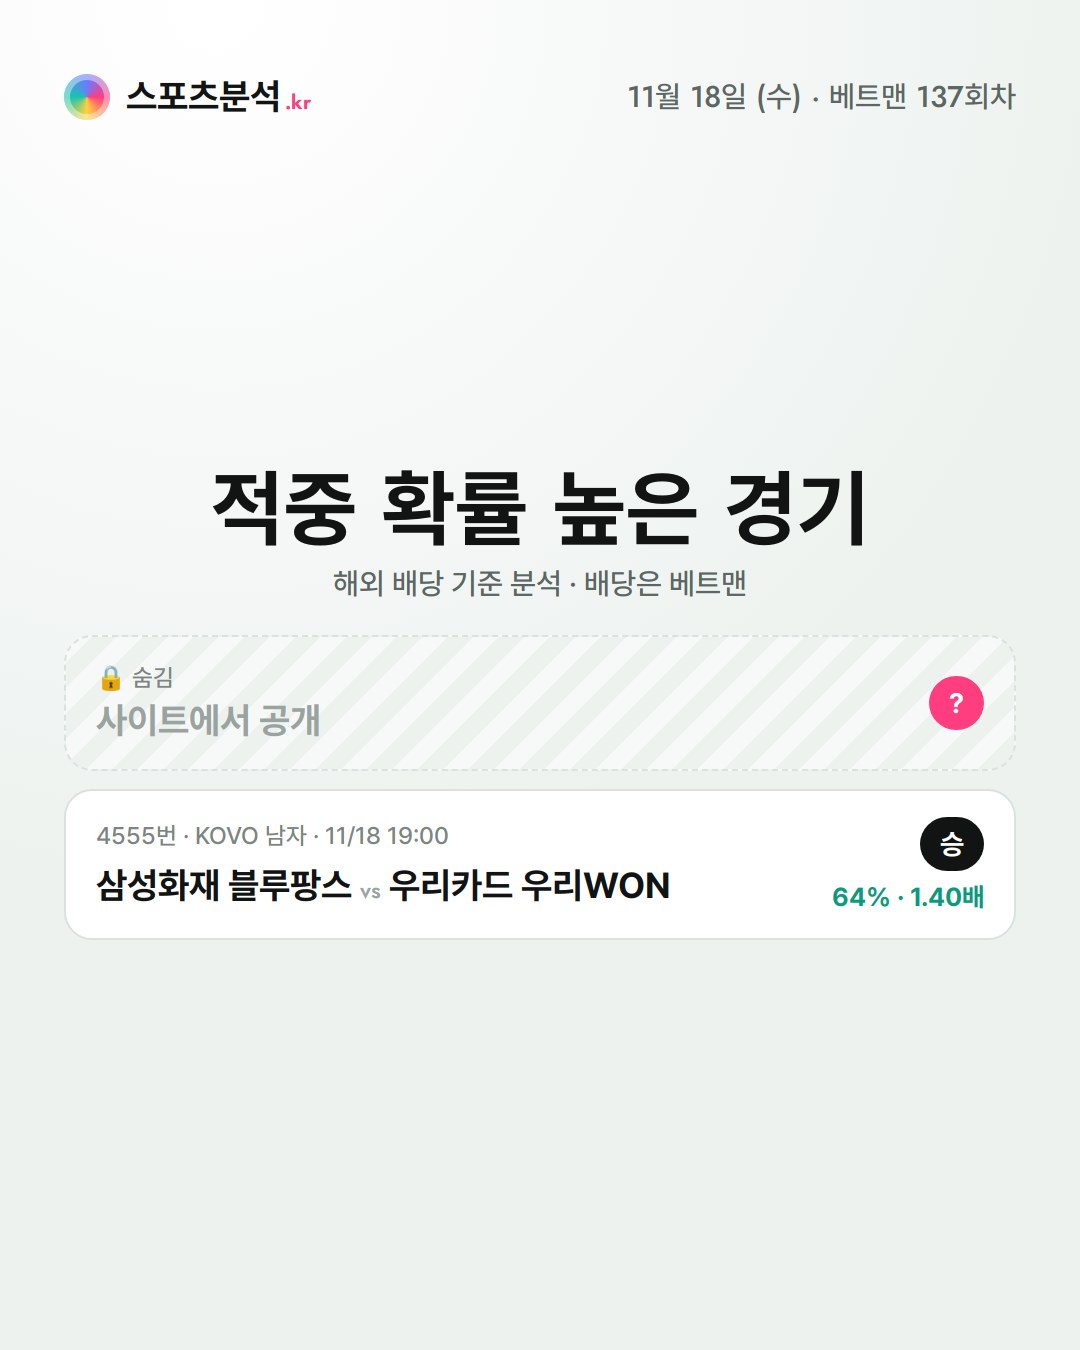 스포츠분석.kr
11월 18일 (수) · 베트맨 137회차
적중 확률 높은 경기
해외 배당 기준 분석 · 배당은 베트맨
🔒 숨김
사이트에서 공개
?
4555번 · KOVO 남자 · 11/18 19:00
삼성화재 블루팡스 vs 우리카드 우리WON
승
64% · 1.40배